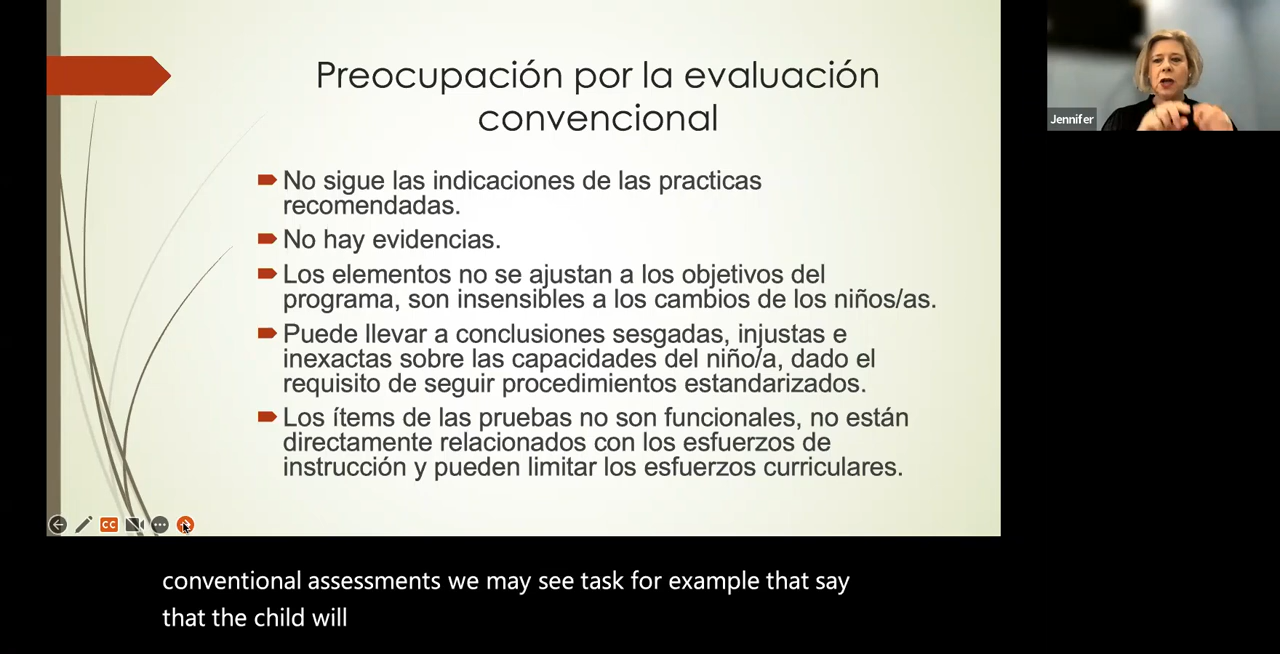 Preocupación por la evaluación
convencional
No sigue las indicaciones de las practicas
recomendadas.
No hay evidencias.
Los elementos no se ajustan a los objetivos del
programa, son insensibles a los cambios de los niños/as.
Puede llevar a conclusiones sesgadas, injustas e
inexactas sobre las capacidades del niño/a, dado el
requisito de seguir procedimientos estandarizados.
Los ítems de las pruebas no son funcionales, no están
directamente relacionados con los esfuerzos de
instrucción y pueden limitar los esfuerzos curriculares.
Jennifer
CC
conventional assessments we may see task for example that say
that the child will